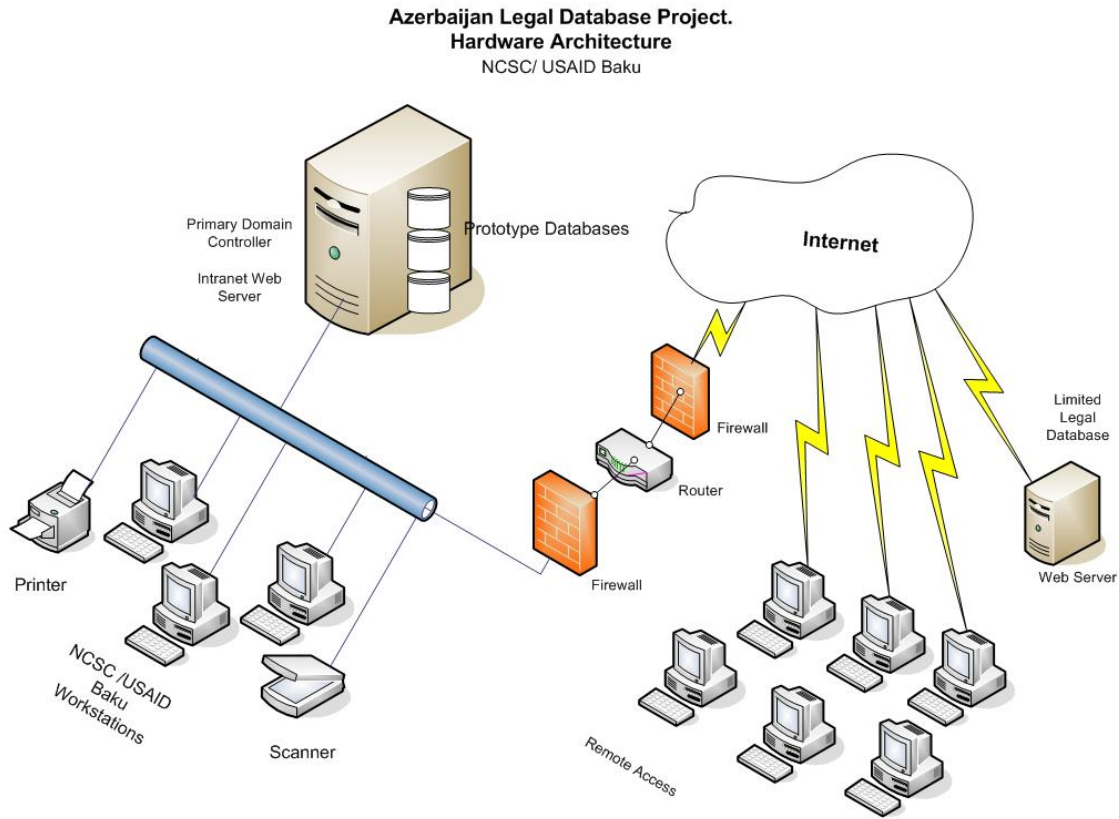 Azerbaijan Legal Database Project.
Hardware Architecture
NCSC/ USAID Baku
Primary Domain
Controller
Intranet Web
Server
Prototype Databases
Internet
Firewall
Router
Firewall
Limited
Legal
Database
Web Server
Printer
NCSC /USAID
Baku
Workstations
Scanner
Remote Access